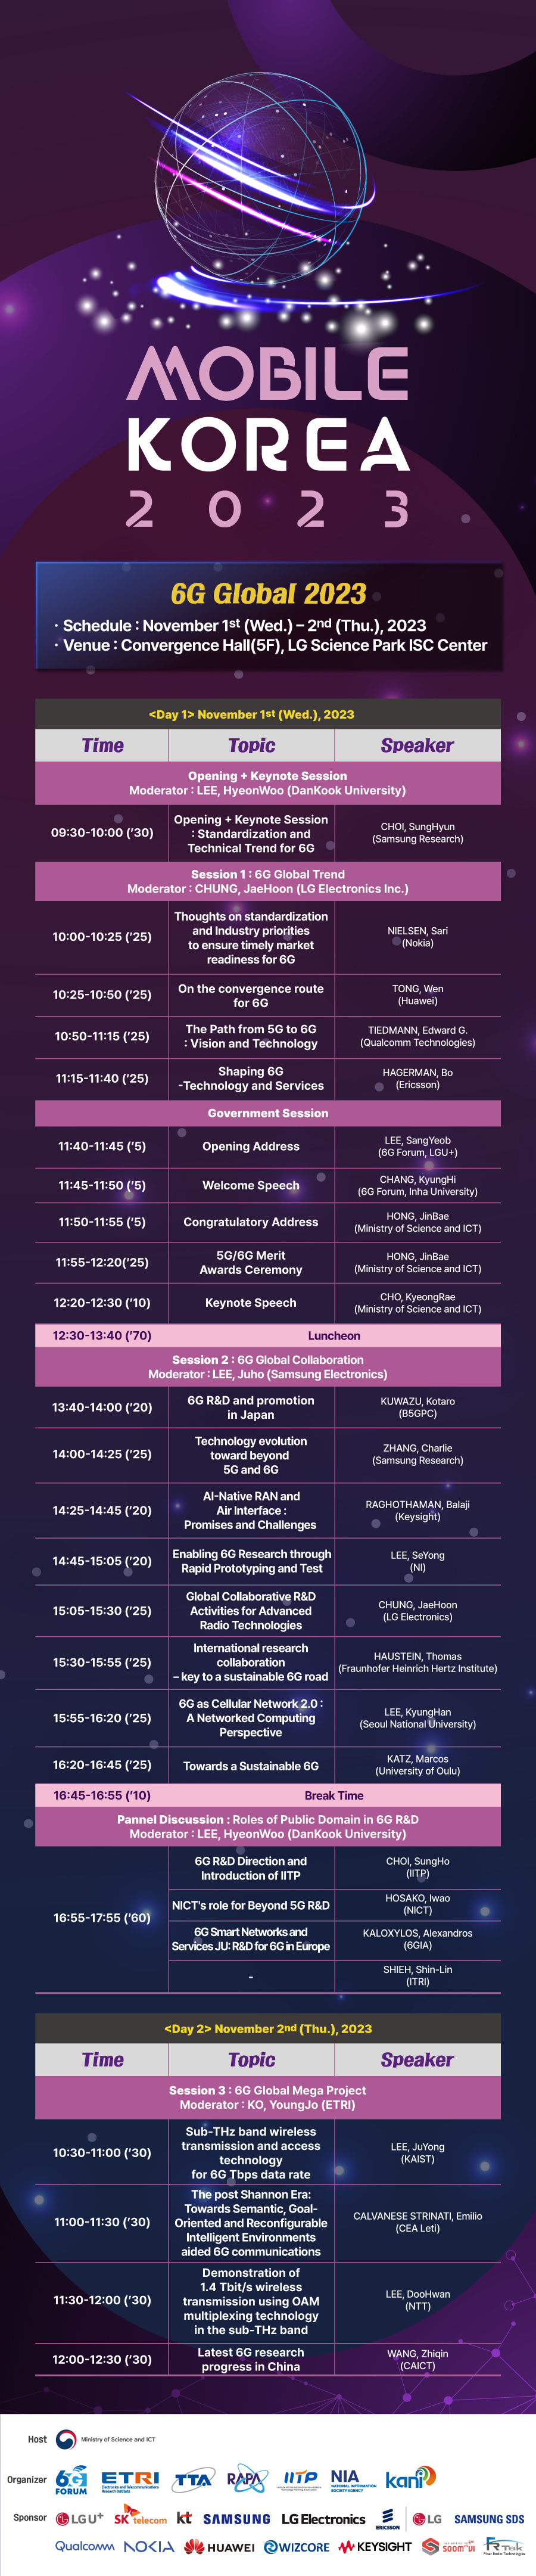 MOBILE
KOREA
2023
6G Global 2023
· Schedule : November 1st (Wed.) – 2nd (Thu.), 2023
· Venue : Convergence Hall(5F), LG Science Park ISC Center
<Day 1> November 1st (Wed.), 2023
Time Topic Speaker
Opening + Keynote Session
Moderator : LEE, HyeonWoo (DanKook University)
09:30-10:00 ('30)
Opening + Keynote Session
: Standardization and
Technical Trend for 6G
CHOI, SungHyun
(Samsung Research)
Session 1 : 6G Global Trend
Moderator : CHUNG, JaeHoon (LG Electronics Inc.)
10:00-10:25 ('25)
Thoughts on standardization
and Industry priorities
to ensure timely market
readiness for 6G
NIELSEN, Sari
(Nokia)
10:25-10:50 ('25)
On the convergence route
for 6G
TONG, Wen
(Huawei)
10:50-11:15 ('25)
The Path from 5G to 6G
: Vision and Technology
TIEDMANN, Edward G.
(Qualcomm Technologies)
11:15-11:40 ('25)
Shaping 6G
-Technology and Services
HAGERMAN, Bo
(Ericsson)
Government Session
11:40-11:45 ('5)
Opening Address
LEE, SangYeob
(6G Forum, LGU+)
11:45-11:50 ('5)
Welcome Speech
CHANG, KyungHi
(6G Forum, Inha University)
11:50-11:55 ('5)
Congratulatory Address
HONG, JinBae
(Ministry of Science and ICT)
11:55-12:20('25)
5G/6G Merit
Awards Ceremony
HONG, JinBae
(Ministry of Science and ICT)
12:20-12:30 ('10)
Keynote Speech
CHO, KyeongRae
(Ministry of Science and ICT)
12:30-13:40 ('70) Luncheon
Session 2 : 6G Global Collaboration
Moderator : LEE, Juho (Samsung Electronics)
13:40-14:00 ('20)
6G R&D and promotion
in Japan
KUWAZU, Kotaro
(B5GPC)
14:00-14:25 ('25)
Technology evolution
toward beyond
5G and 6G
ZHANG, Charlie
(Samsung Research)
14:25-14:45 ('20)
AI-Native RAN and
Air Interface :
Promises and Challenges
RAGHOTHAMAN, Balaji
(Keysight)
14:45-15:05 ('20)
Enabling 6G Research through
Rapid Prototyping and Test
LEE, SeYong
(NI)
15:05-15:30 ('25)
Global Collaborative R&D
Activities for Advanced
Radio Technologies
CHUNG, JaeHoon
(LG Electronics)
15:30-15:55 ('25)
International research
collaboration
– key to a sustainable 6G road
HAUSTEIN, Thomas
(Fraunhofer Heinrich Hertz Institute)
15:55-16:20 ('25)
6G as Cellular Network 2.0 :
A Networked Computing
Perspective
LEE, KyungHan
(Seoul National University)
16:20-16:45 ('25)
Towards a Sustainable 6G
KATZ, Marcos
(University of Oulu)
16:45-16:55 ('10) Break Time
Pannel Discussion : Roles of Public Domain in 6G R&D
Moderator : LEE, HyeonWoo (DanKook University)
16:55-17:55 ('60)
6G R&D Direction and
Introduction of IITP
CHOI, SungHo
(IITP)
NICT's role for Beyond 5G R&D
HOSAKO, Iwao
(NICT)
6G Smart Networks and
Services JU: R&D for 6G in Europe
KALOXYLOS, Alexandros
(6GIA)
-
SHIEH, Shin-Lin
(ITRI)
<Day 2> November 2nd (Thu.), 2023
Time Topic Speaker
Session 3 : 6G Global Mega Project
Moderator : KO, YoungJo (ETRI)
10:30-11:00 ('30)
Sub-THz band wireless
transmission and access
technology
for 6G Tbps data rate
LEE, JuYong
(KAIST)
11:00-11:30 ('30)
The post Shannon Era:
Towards Semantic, Goal-
Oriented and Reconfigurable
Intelligent Environments
aided 6G communications
CALVANESE STRINATI, Emilio
(CEA Leti)
11:30-12:00 ('30)
Demonstration of
1.4 Tbit/s wireless
transmission using OAM
multiplexing technology
in the sub-THz band
LEE, DooHwan
(NTT)
12:00-12:30 ('30)
Latest 6G research
progress in China
WANG, Zhiqin
(CAICT)
Host Ministry of Science and ICT
Organizer 6G FORUM ETRI TTA RAPA IITP NIA kani
Electronics and Telecommunications
Research Institute
NATIONAL INFORMATION
SOCIETY AGENCY
Sponsor LG U+ SK telecom kt SAMSUNG LG Electronics ERICSSON LG SAMSUNG SDS
Qualcomm NOKIA HUAWEI WIZCORE KEYSIGHT SOOMVI FRTek
Fiber Radio Technologies